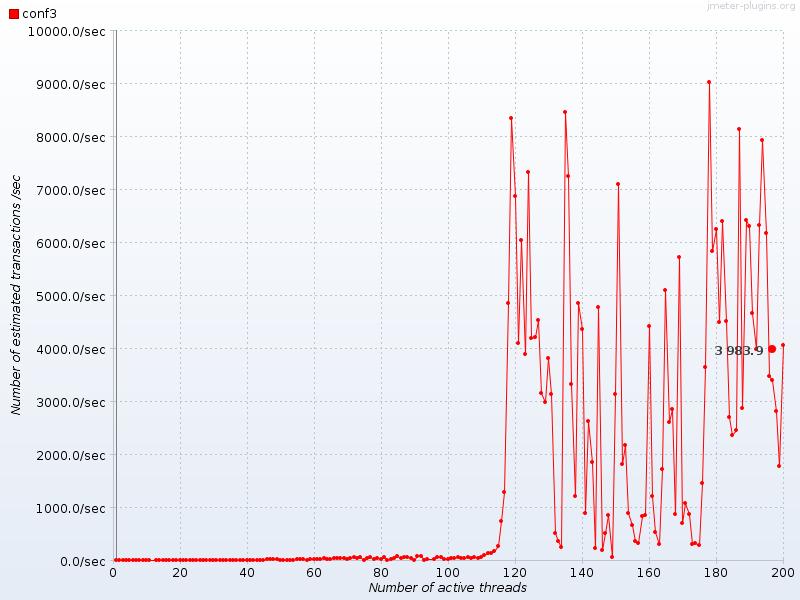 jmeter-plugins.org
conf3
10000.0/sec
9000.0/sec
8000.0/sec
7000.0/sec
6000.0/sec
5000.0/sec
4000.0/sec
3000.0/sec
2000.0/sec
1000.0/sec
0.0/sec
Number of estimated transactions /sec
3 983.9
0 20 40 60 80 100 120 140 160 180 200
Number of active threads